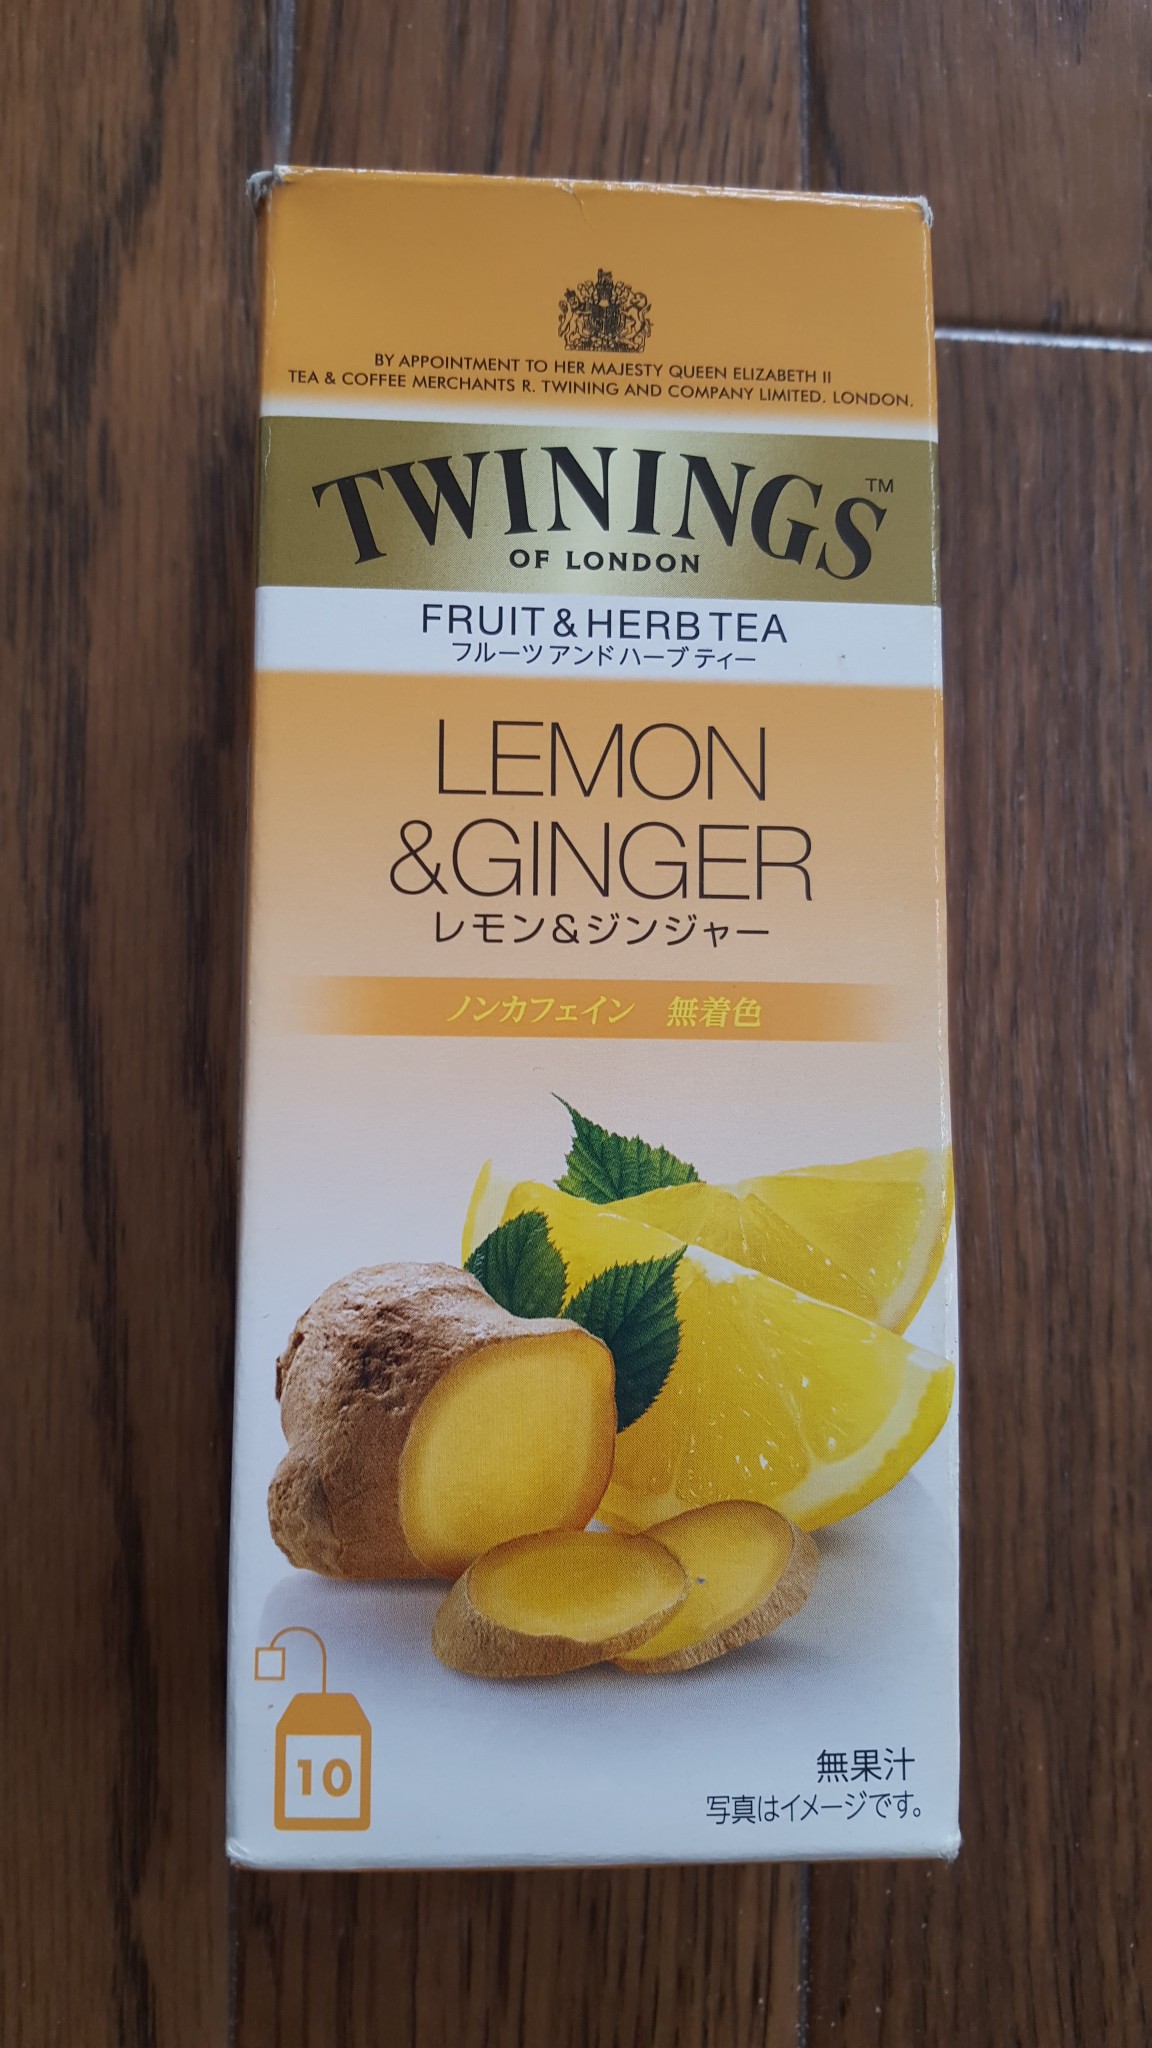 BY APPOINTMENT TO HER MAJESTY QUEEN ELIZABETH II
TEA & COFFEE MERCHANTS R. TWINING AND COMPANY LIMITED. LONDON.
TWININGS™
OF LONDON
FRUIT & HERB TEA
フルーツ アンド ハーブ ティー
LEMON
&GINGER
レモン&ジンジャー
ノンカフェイン 無着色
10
無果汁
写真はイメージです。